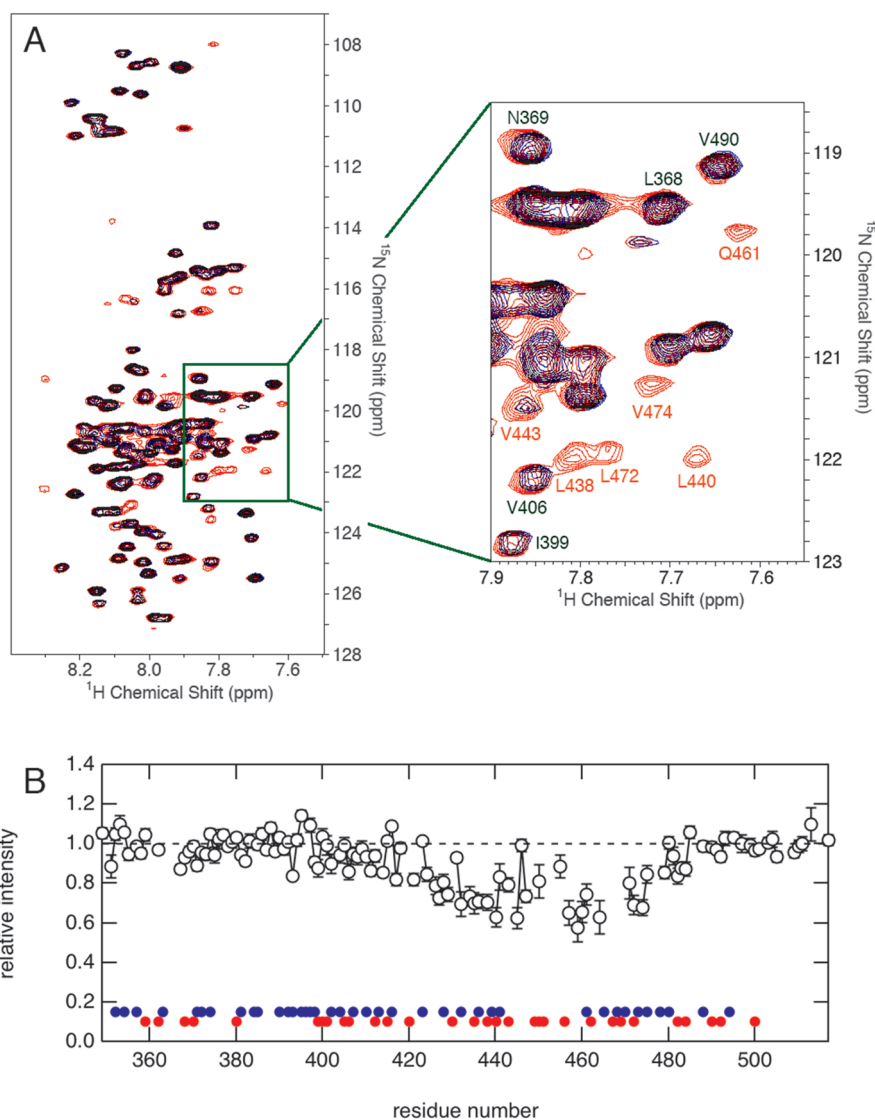 A
108
110
112
114
116
118
120
122
124
126
128
¹⁵N Chemical Shift (ppm)
8.2 8.0 7.8 7.6
¹H Chemical Shift (ppm)
N369
V490
L368
Q461
V474
V443
L438
L472
L440
V406
I399
119
120
121
122
123
¹⁵N Chemical Shift (ppm)
7.9 7.8 7.7 7.6
¹H Chemical Shift (ppm)
B
1.4
1.2
1.0
0.8
0.6
0.4
0.2
0.0
relative intensity
360 380 400 420 440 460 480 500
residue number